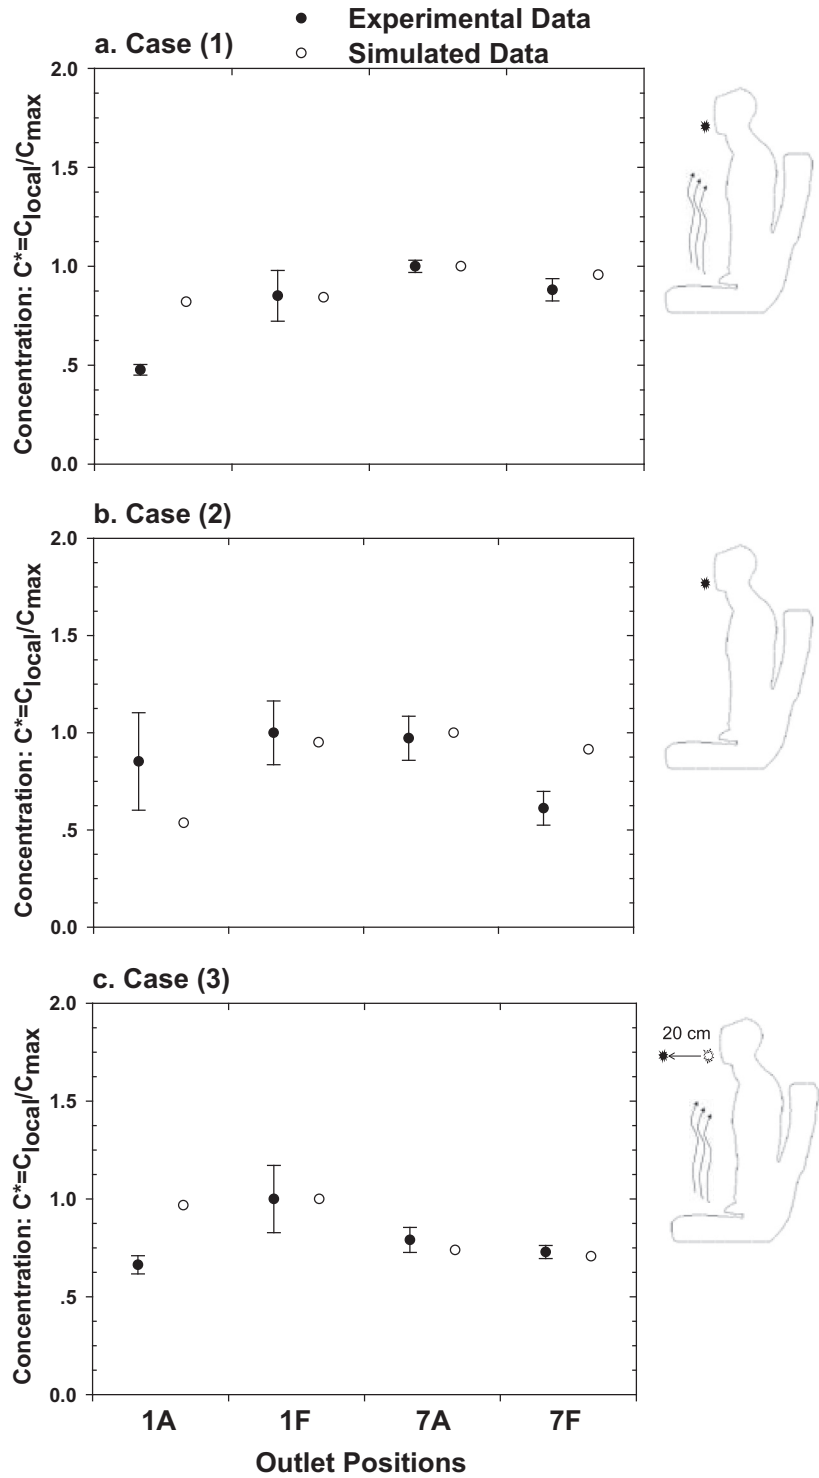 Experimental Data
a. Case (1)
Simulated Data
2.0
1.5
1.0
.5
0.0
Concentration: C*=Clocal/Cmax
b. Case (2)
2.0
1.5
1.0
.5
0.0
Concentration: C*=Clocal/Cmax
c. Case (3)
2.0
1.5
1.0
.5
0.0
Concentration: C*=Clocal/Cmax
20 cm
1A 1F 7A 7F
Outlet Positions